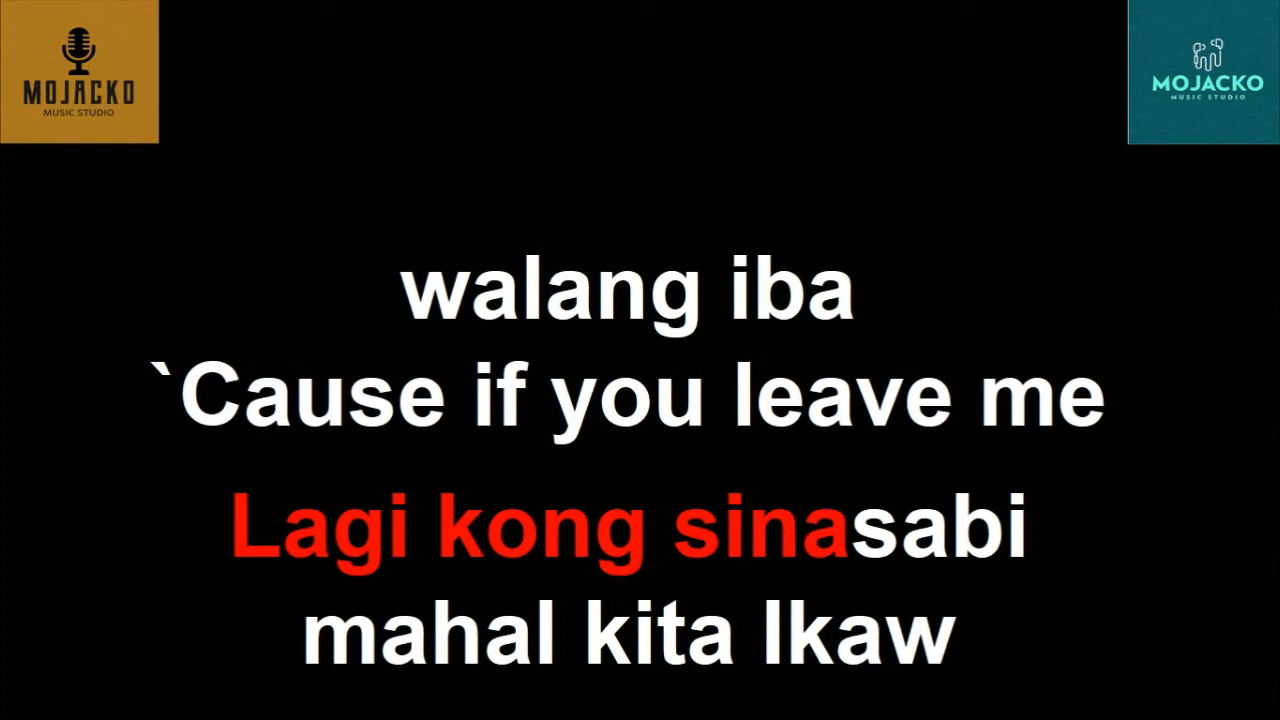 MOJACKO
MUSIC STUDIO
MOJACKO
MUSIC STUDIO
walang iba
`Cause if you leave me
Lagi kong sinasabi
mahal kita Ikaw